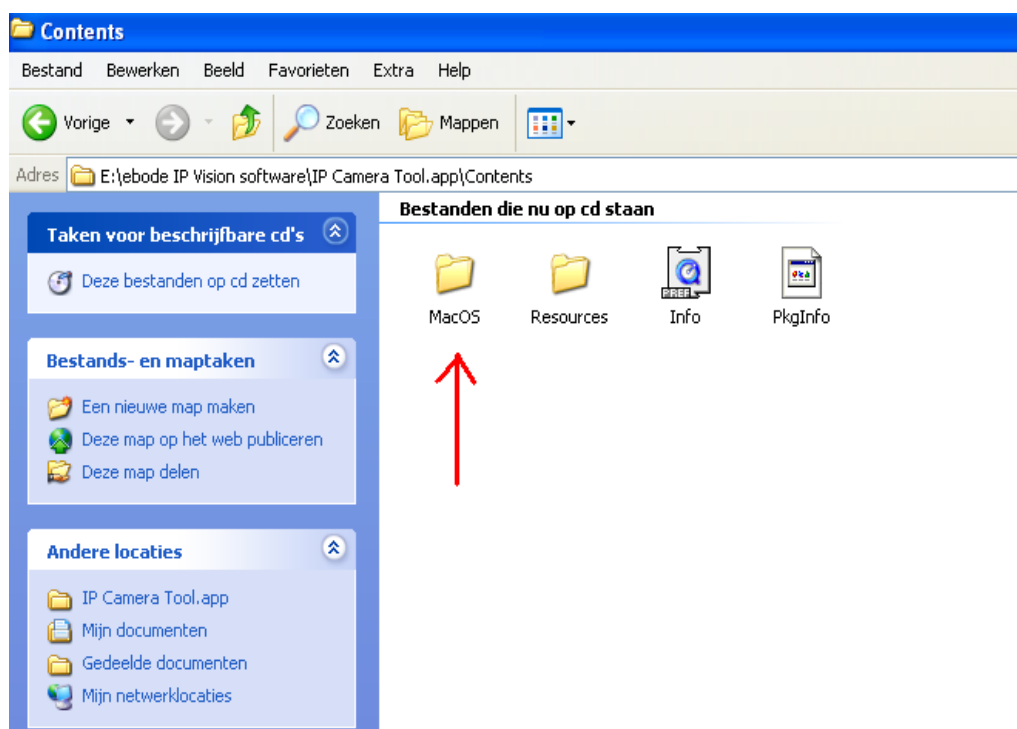 Contents
Bestand Bewerken Beeld Favorieten Extra Help
Vorige Zoeken Mappen
Adres E:\ebode IP Vision software\IP Camera Tool.app\Contents
Taken voor beschrijfbare cd's
Deze bestanden op cd zetten
Bestands- en maptaken
Een nieuwe map maken
Deze map op het web publiceren
Deze map delen
Andere locaties
IP Camera Tool.app
Mijn documenten
Gedeelde documenten
Mijn netwerklocaties
Bestanden die nu op cd staan
MacOS Resources Info PkgInfo
PREF